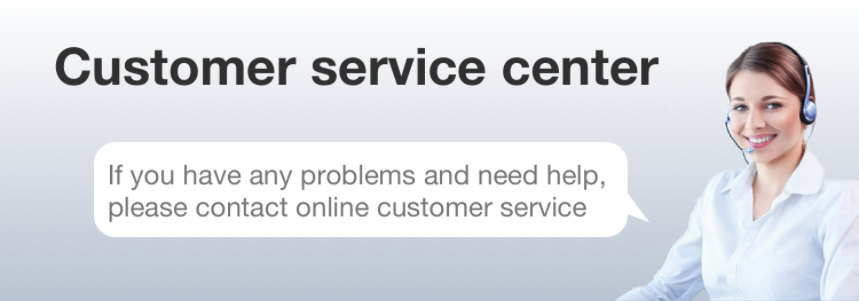 Customer service center
If you have any problems and need help,
please contact online customer service